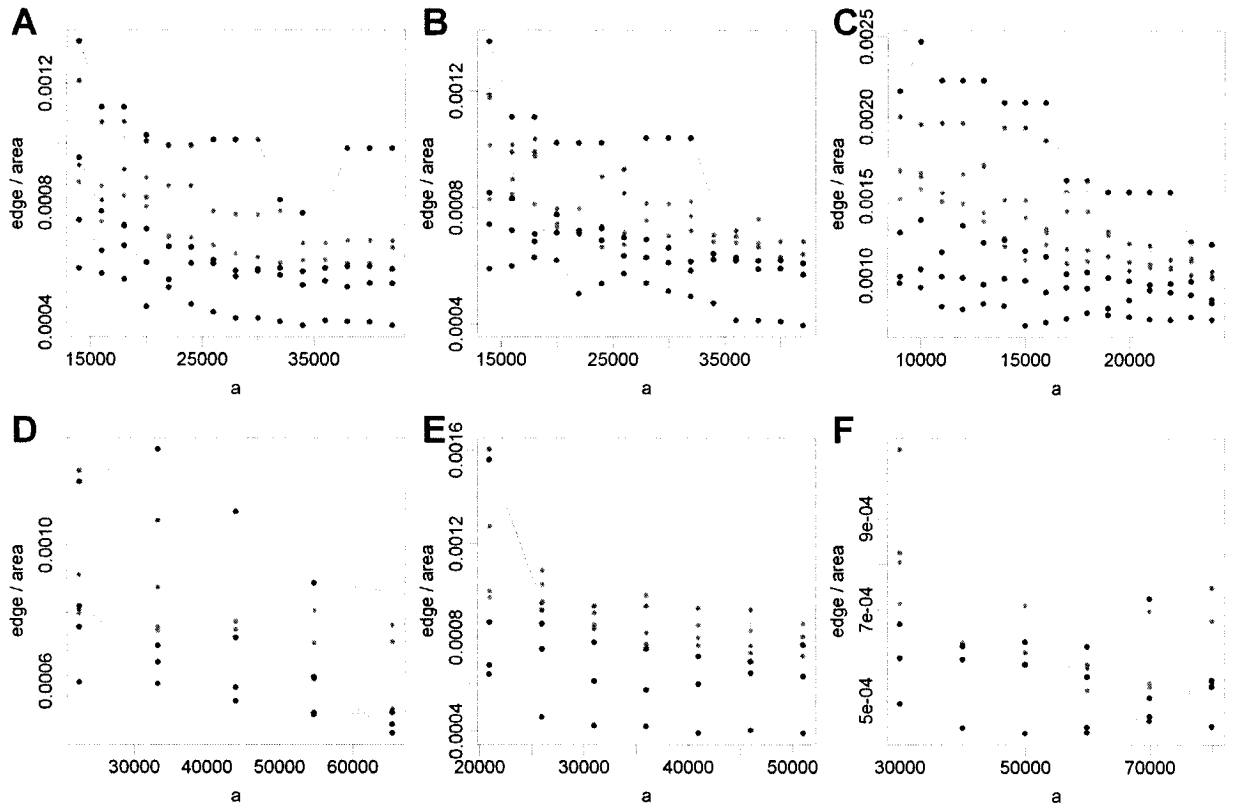 A
B
C
edge / area
0.0004
0.0008
0.0012
15000
25000
35000
a
edge / area
0.0004
0.0008
0.0012
15000
25000
35000
a
edge / area
0.0010
0.0015
0.0020
0.0025
10000
15000
20000
a
D
E
F
edge / area
0.0006
0.0010
30000
40000
50000
60000
a
edge / area
0.0004
0.0008
0.0012
0.0016
20000
30000
40000
50000
a
edge / area
5e-04
7e-04
9e-04
30000
50000
70000
a